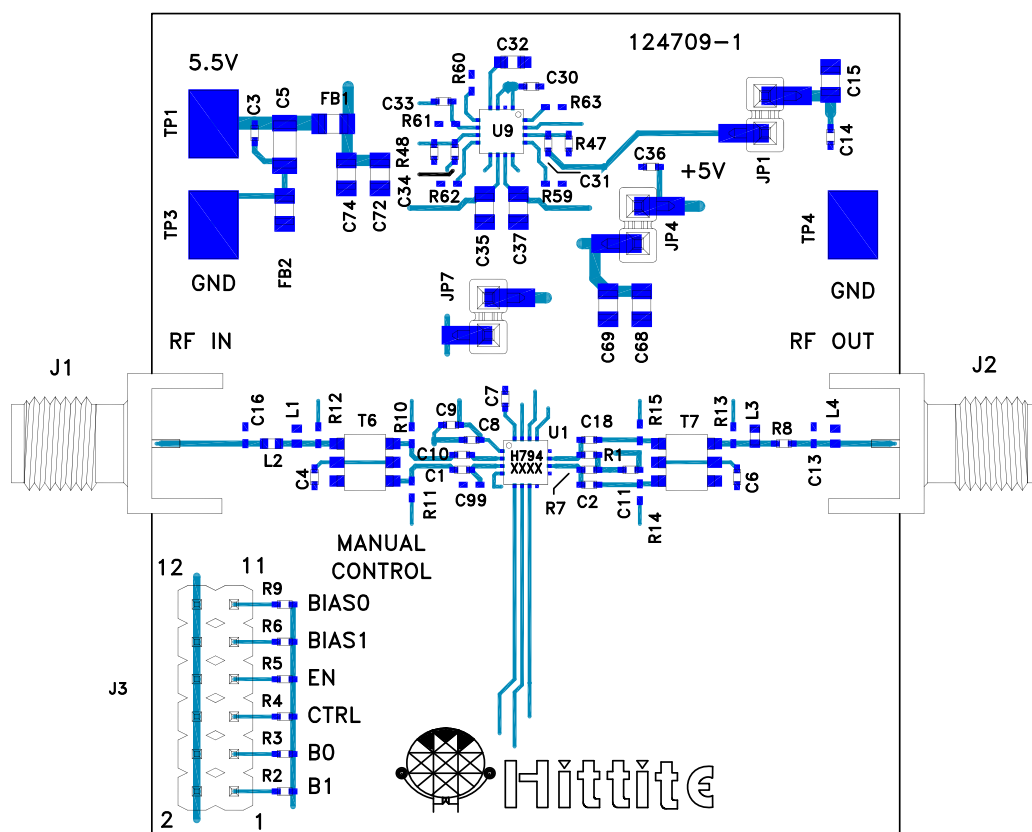 124709-1
5.5V
C32
R60
C30
C15
C3
C5
FB1
C33
R63
TP1
R61
U9
R48
R47
C14
JP1
C36
+5V
C34
C31
R62
R59
C74
C72
TP3
JP4
TP4
C35
C37
GND
FB2
JP7
GND
C69
C68
RF IN
RF OUT
J1
J2
C16
L1
R12
T6
R10
C9
C7
C8
U1
C18
R15
T7
R13
L3
R8
L4
L2
C4
C10
C1
H794
XXXX
R1
C13
C6
R11
C99
R7
C2
C11
R14
MANUAL
CONTROL
12
11
R9
BIAS0
R6
BIAS1
R5
EN
J3
R4
CTRL
R3
B0
R2
B1
2
1
Hittite